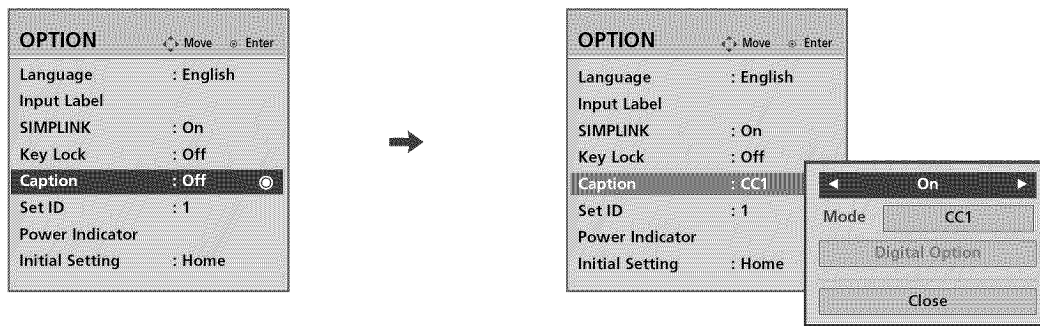 OPTION Move Enter
Language : English
Input Label
SIMPLINK : On
Key Lock : Off
Caption : Off
Set ID : 1
Power Indicator
Initial Setting : Home
OPTION Move Enter
Language : English
Input Label
SIMPLINK : On
Key Lock : Off
Caption : CC1
Set ID : 1
Power Indicator
Initial Setting : Home
On
Mode CC1
Digital Option
Close